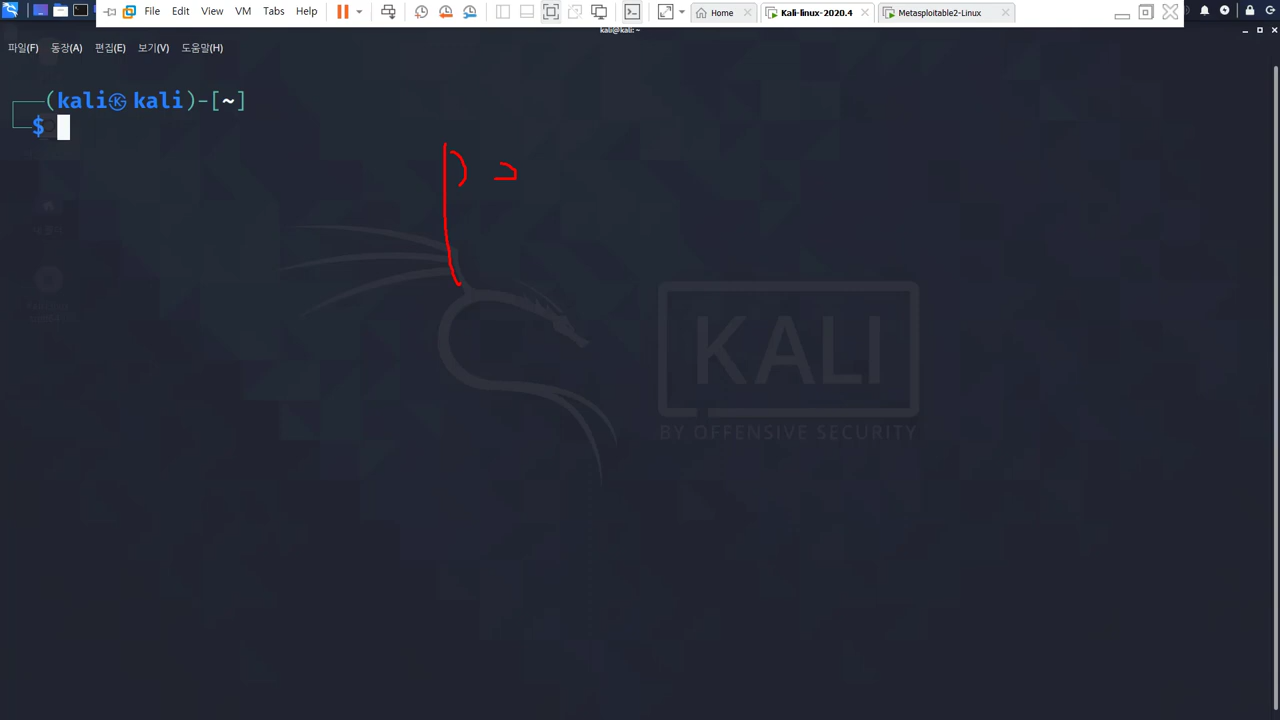 File Edit View VM Tabs Help Home Kali-linux-2020.4 Metasploitable2-Linux
kali@kali: ~
파일(F) 동장(A) 편집(E) 보기(V) 도움말(H)
(kali㉿kali)-[~]
$
KALI
BY OFFENSIVE SECURITY